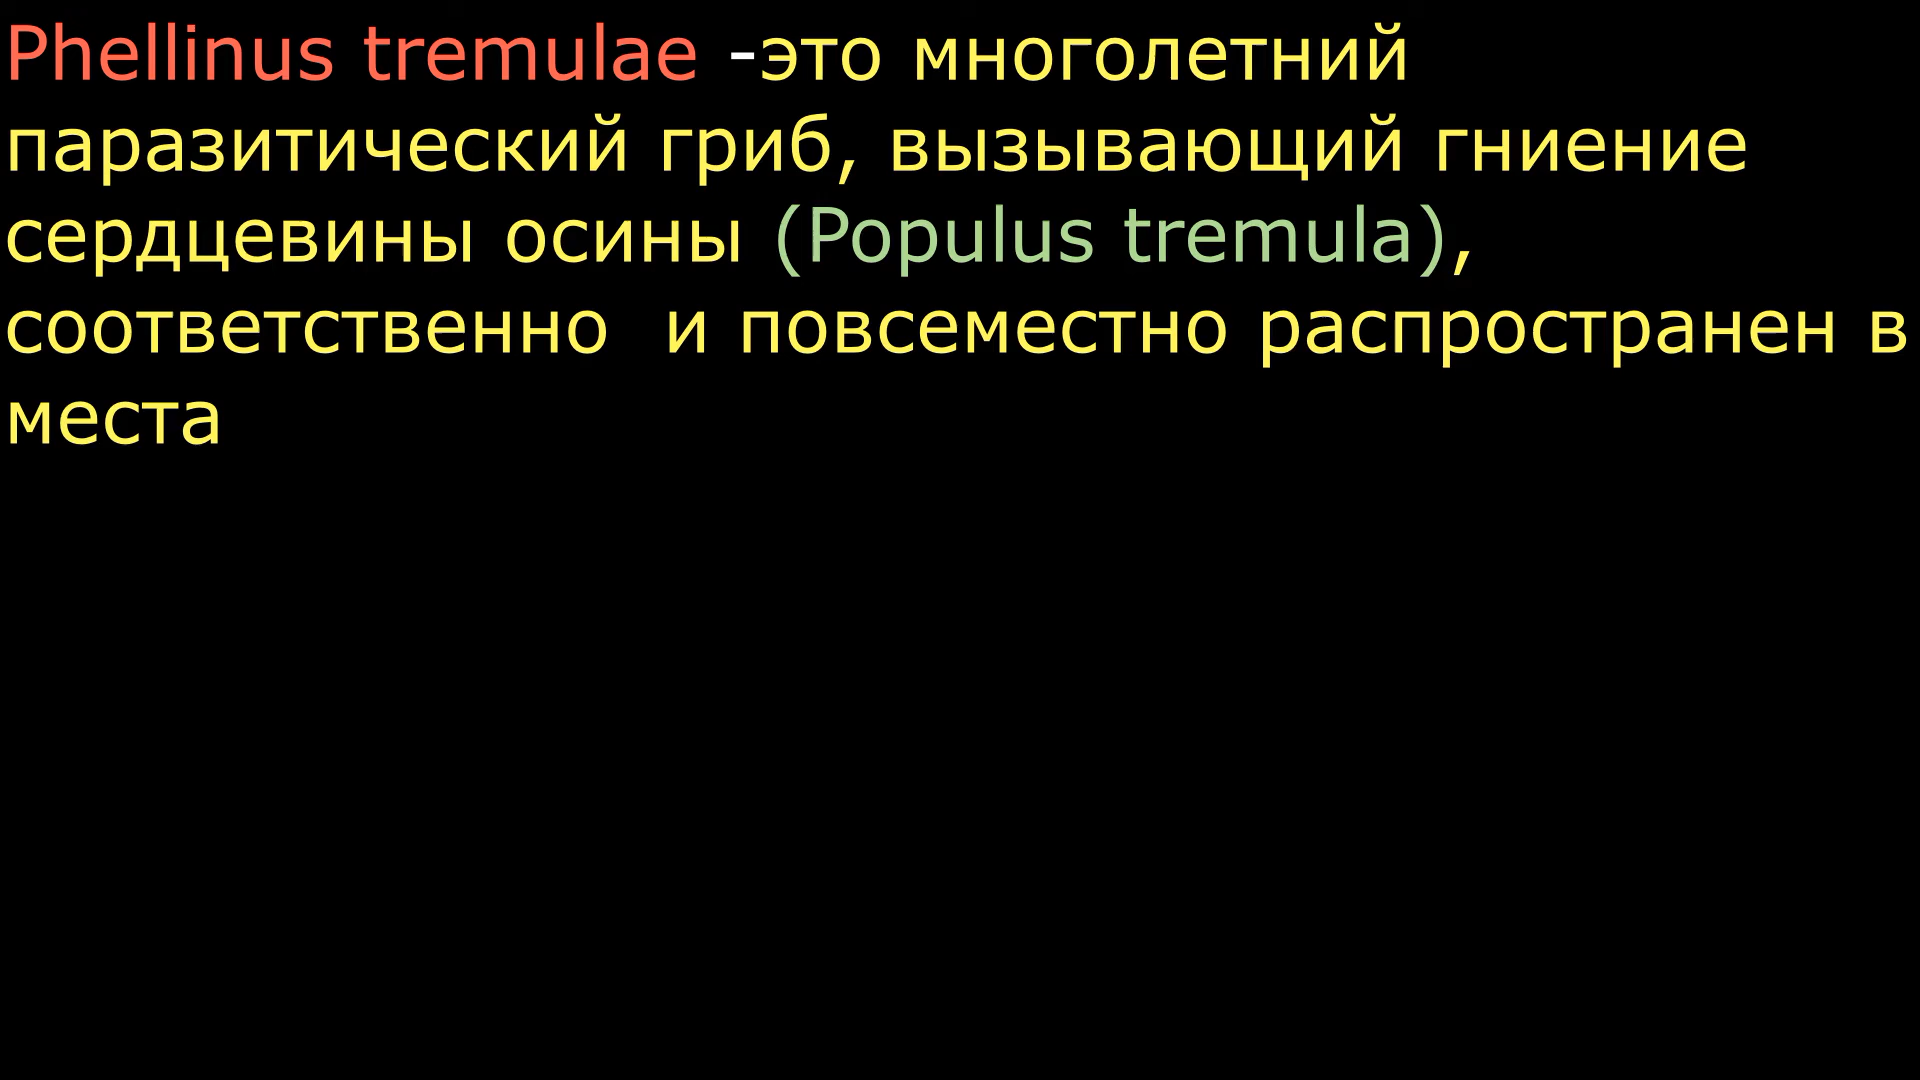 Phellinus tremulae -это многолетний
паразитический гриб, вызывающий гниение
сердцевины осины (Populus tremula),
соответственно  и повсеместно распространен в
места